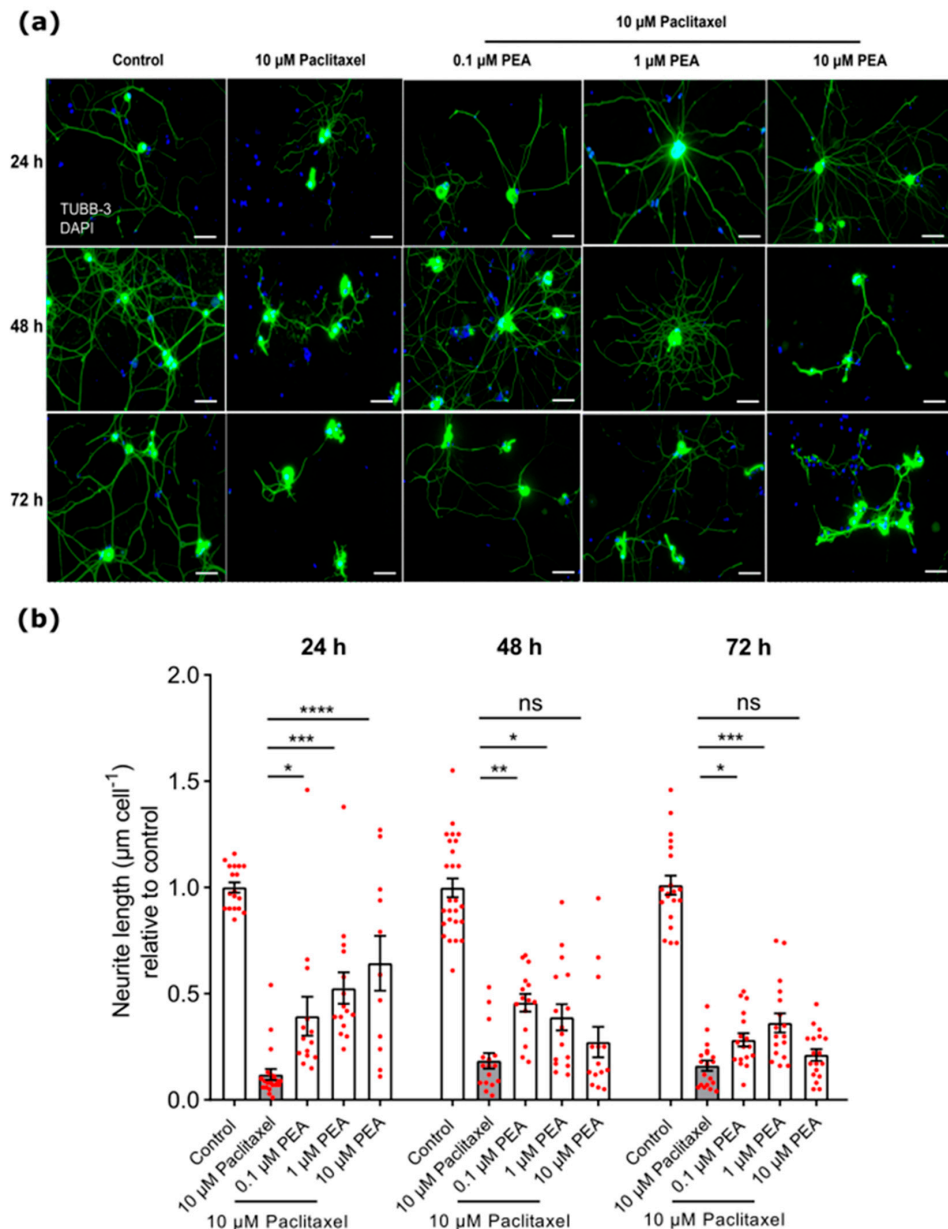 (a)
10 µM Paclitaxel
Control 10 µM Paclitaxel 0.1 µM PEA 1 µM PEA 10 µM PEA
24 h
TUBB-3
DAPI
48 h
72 h
(b)
24 h 48 h 72 h
2.0
1.5
1.0
0.5
0.0
Neurite length (µm cell⁻¹)
relative to control
* *** ****
** * ns
* *** ns
Control 10 µM Paclitaxel 0.1 µM PEA 1 µM PEA 10 µM PEA
Control 10 µM Paclitaxel 0.1 µM PEA 1 µM PEA 10 µM PEA
Control 10 µM Paclitaxel 0.1 µM PEA 1 µM PEA 10 µM PEA
10 µM Paclitaxel 10 µM Paclitaxel 10 µM Paclitaxel